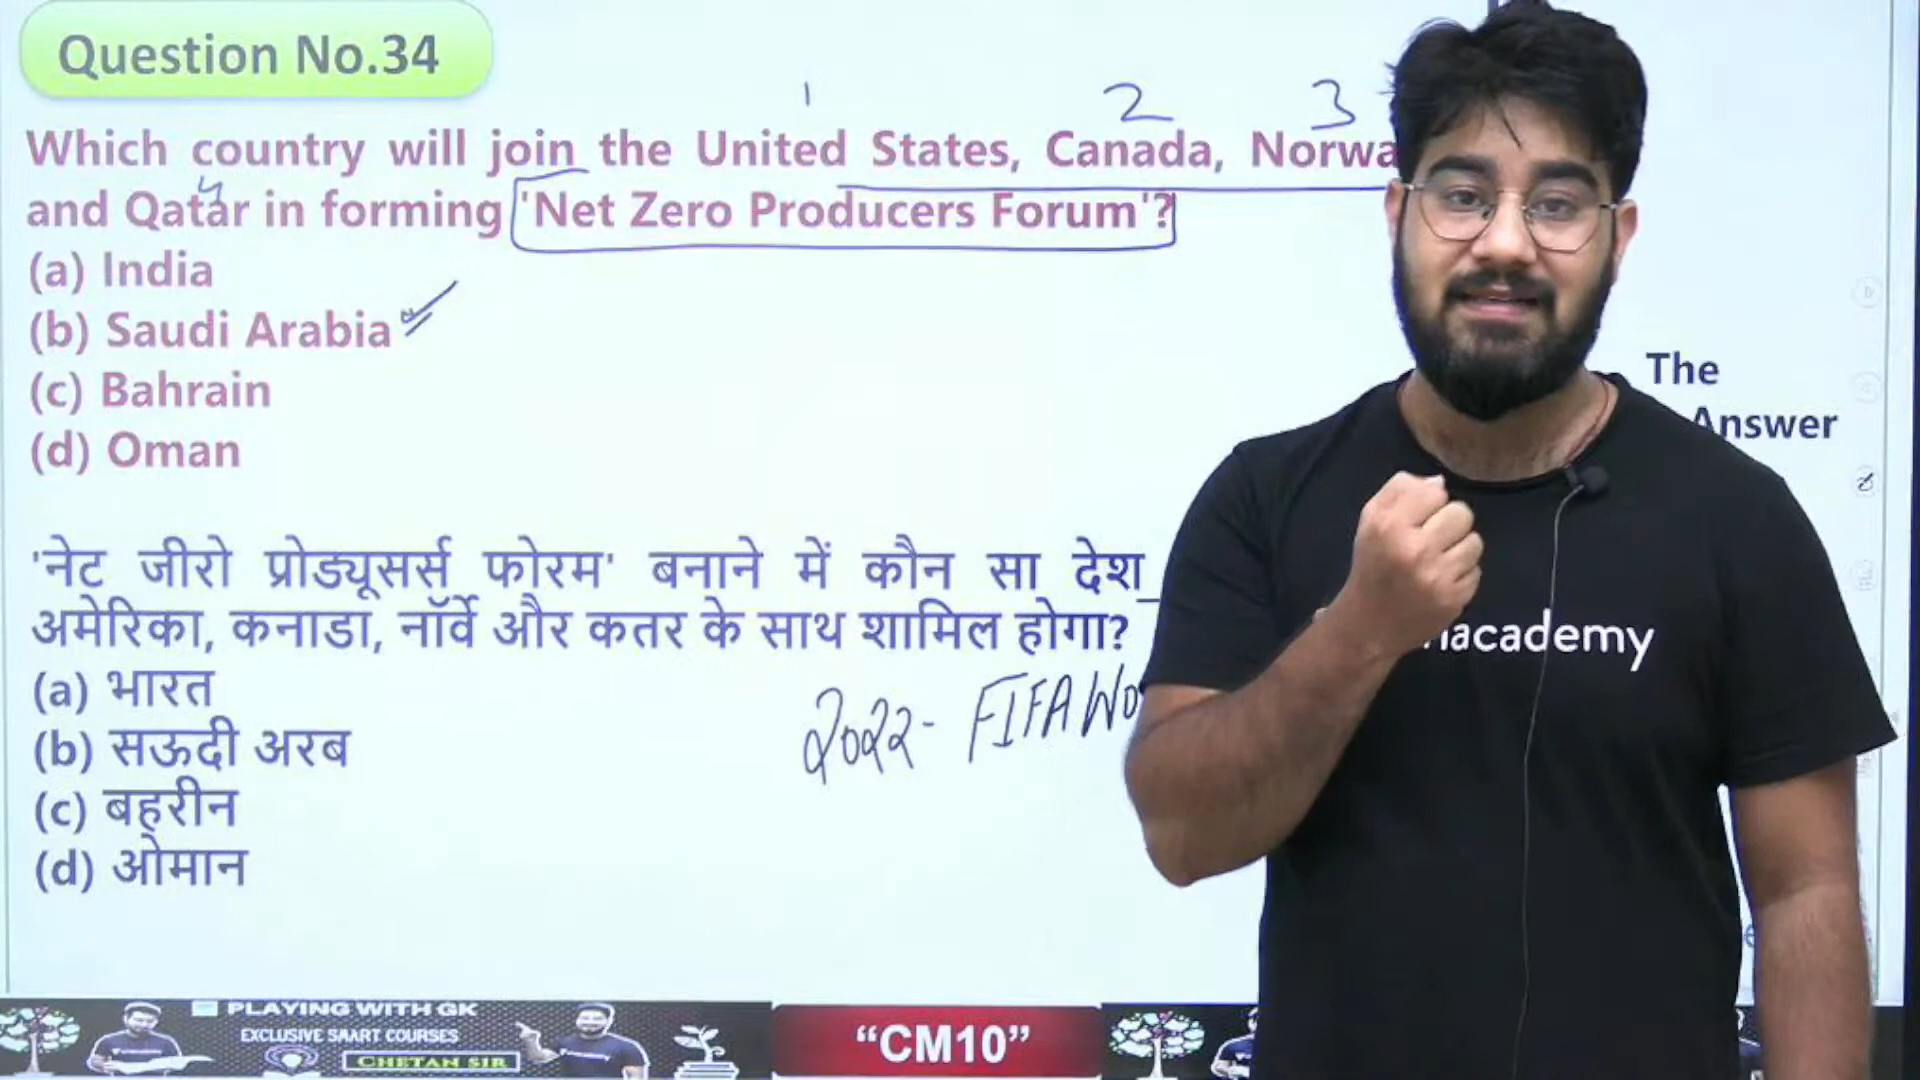 Question No.34
1 2 3
Which country will join the United States, Canada, Norwa
4
and Qatar in forming 'Net Zero Producers Forum'?
(a) India
(b) Saudi Arabia
(c) Bahrain
(d) Oman
The
Answer
'नेट जीरो प्रोड्यूसर्स फोरम' बनाने में कौन सा देश
अमेरिका, कनाडा, नॉर्वे और कतर के साथ शामिल होगा?
(a) भारत
(b) सऊदी अरब
(c) बहरीन
(d) ओमान
2022- FIFA Wo
nacademy
PLAYING WITH GK
EXCLUSIVE SAART COURSES
CHETAN SIR
“CM10”